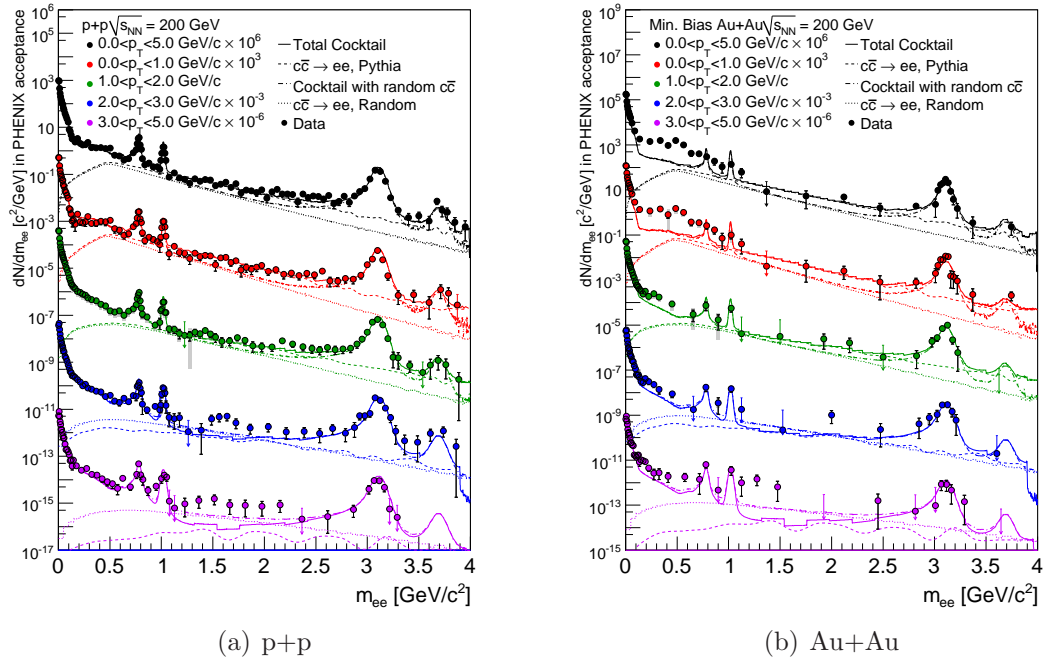 p+p √s_NN = 200 GeV
0.0<p_T<5.0 GeV/c × 10^6
0.0<p_T<1.0 GeV/c × 10^3
1.0<p_T<2.0 GeV/c
2.0<p_T<3.0 GeV/c × 10^-3
3.0<p_T<5.0 GeV/c × 10^-6
Total Cocktail
cc̅ → ee, Pythia
Cocktail with random cc̅
cc̅ → ee, Random
Data
dN/dm_ee [c²/GeV] in PHENIX acceptance
10^5
10^3
10
10^-1
10^-3
10^-5
10^-7
10^-9
10^-11
10^-13
10^-15
10^-17
0 0.5 1 1.5 2 2.5 3 3.5 4
m_ee [GeV/c²]
(a) p+p
Min. Bias Au+Au √s_NN = 200 GeV
0.0<p_T<5.0 GeV/c × 10^6
0.0<p_T<1.0 GeV/c × 10^3
1.0<p_T<2.0 GeV/c
2.0<p_T<3.0 GeV/c × 10^-3
3.0<p_T<5.0 GeV/c × 10^-6
Total Cocktail
cc̅ → ee, Pythia
Cocktail with random cc̅
cc̅ → ee, Random
Data
dN/dm_ee [c²/GeV] in PHENIX acceptance
10^9
10^7
10^5
10^3
10
10^-1
10^-3
10^-5
10^-7
10^-9
10^-11
10^-13
10^-15
0 0.5 1 1.5 2 2.5 3 3.5 4
m_ee [GeV/c²]
(b) Au+Au